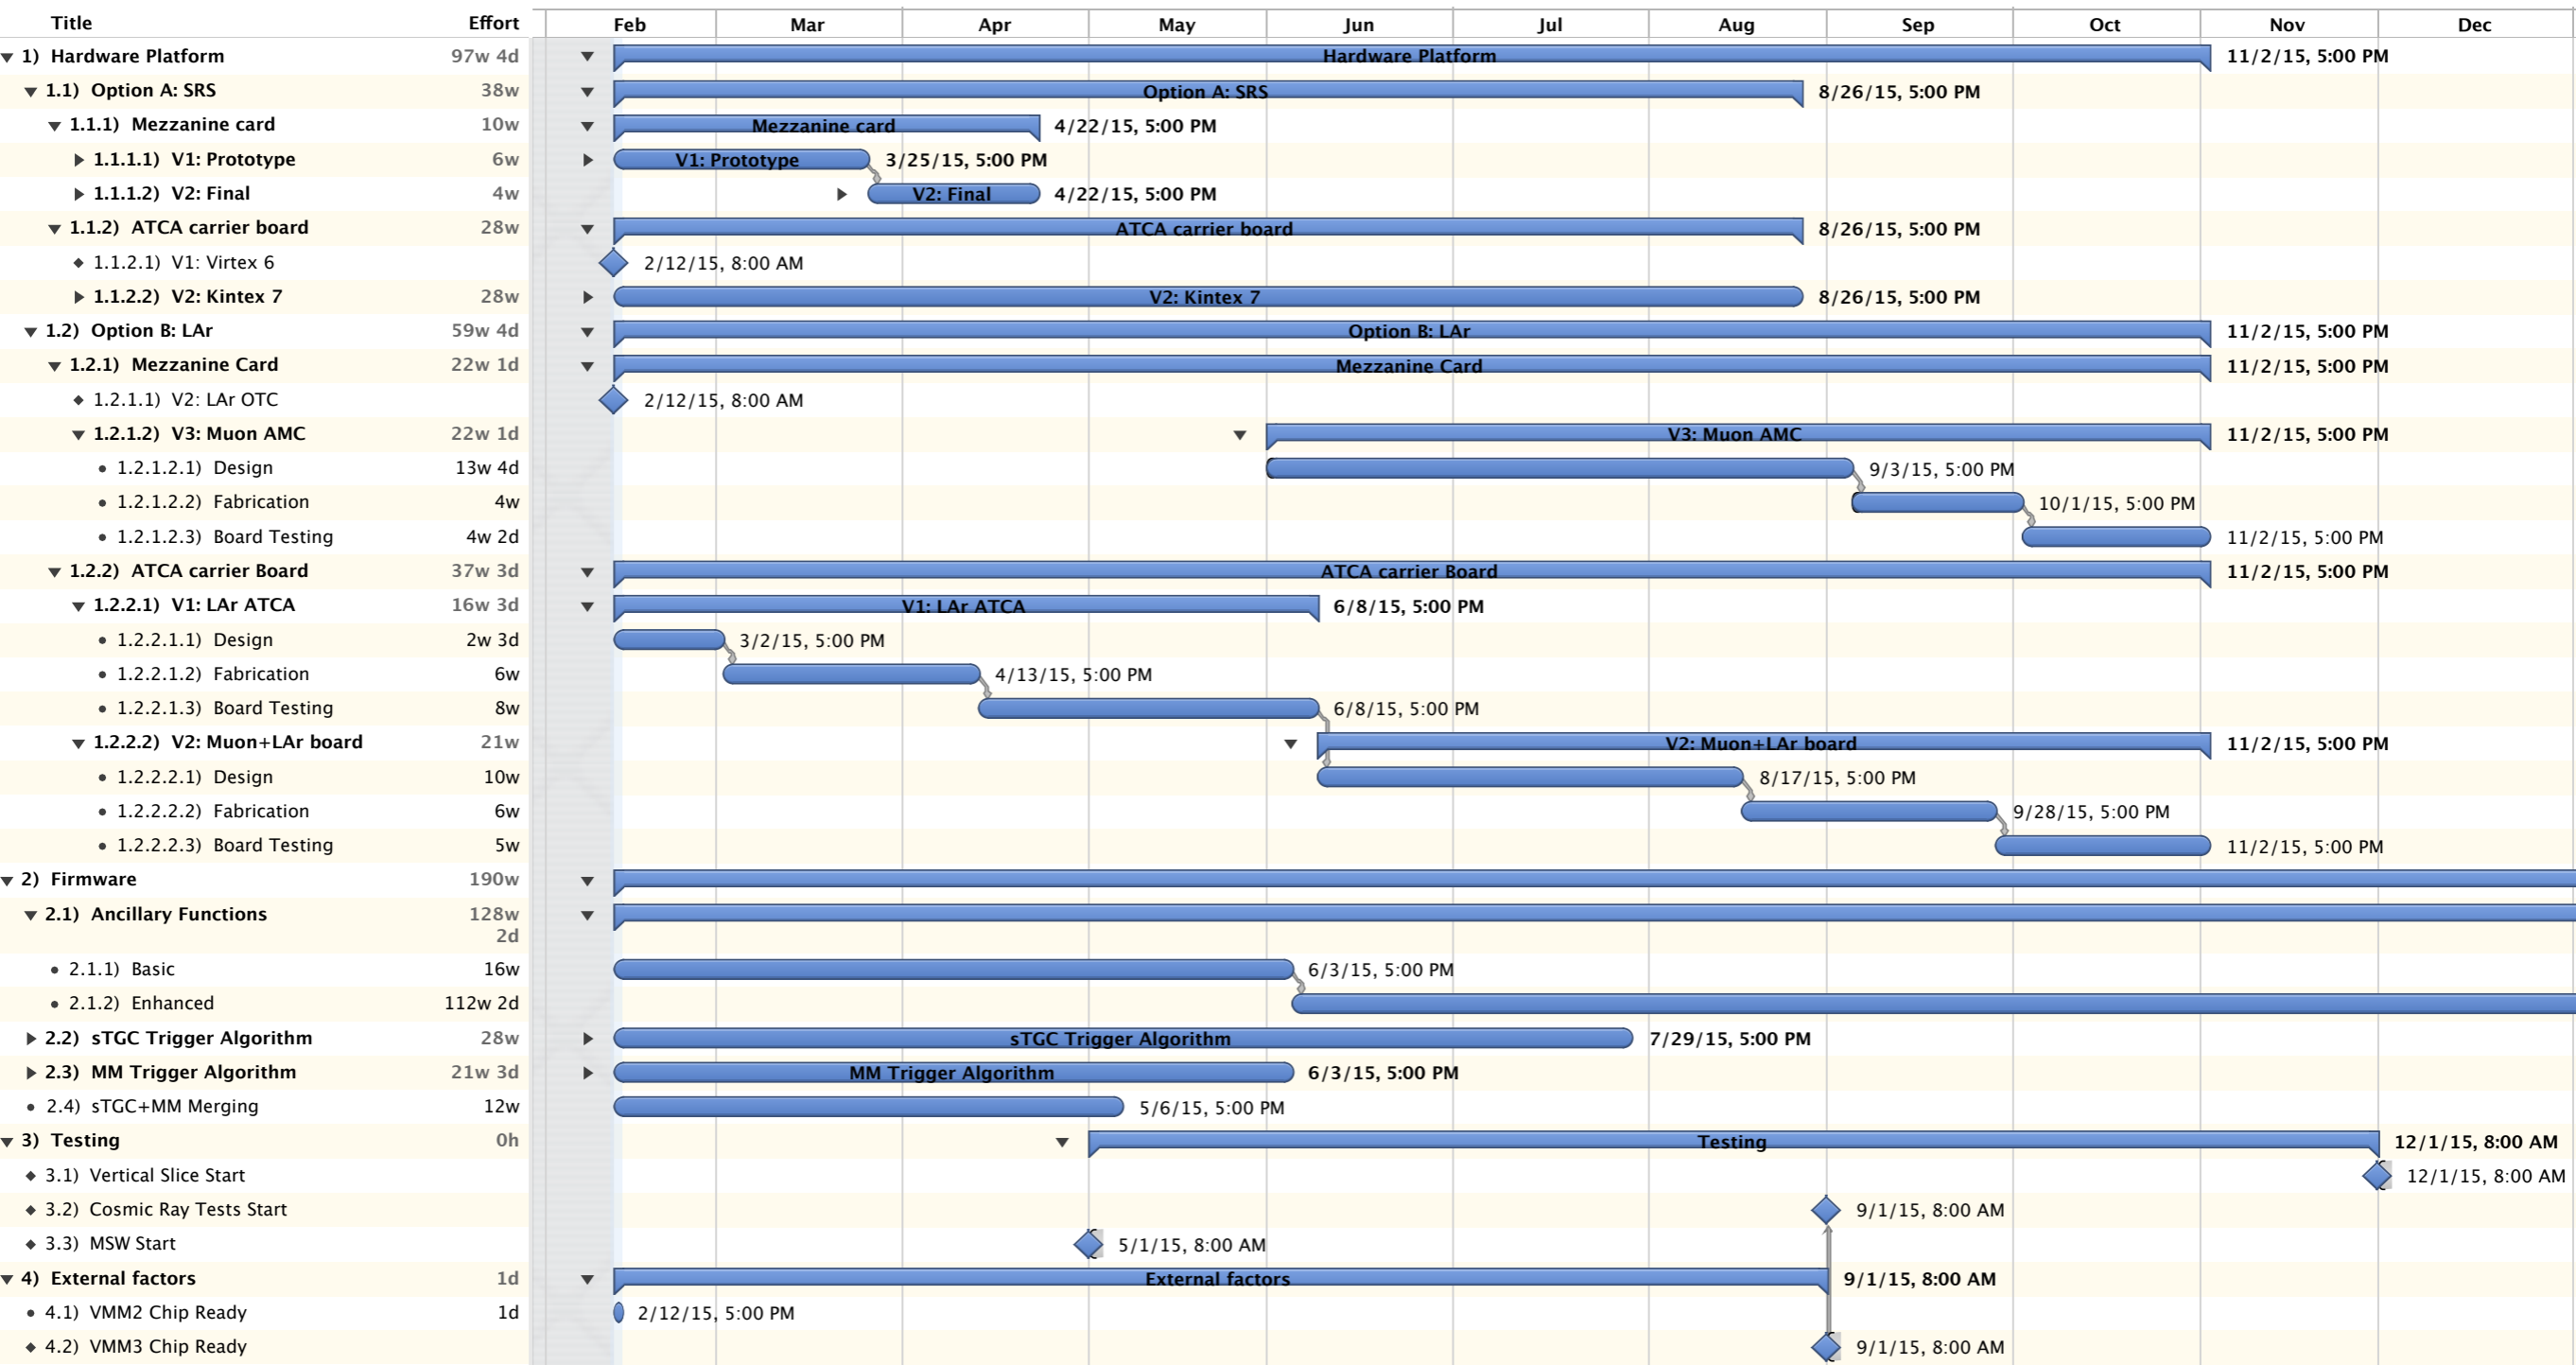 Title Effort Feb Mar Apr May Jun Jul Aug Sep Oct Nov Dec
1) Hardware Platform 97w 4d Hardware Platform 11/2/15, 5:00 PM
1.1) Option A: SRS 38w Option A: SRS 8/26/15, 5:00 PM
1.1.1) Mezzanine card 10w Mezzanine card 4/22/15, 5:00 PM
1.1.1.1) V1: Prototype 6w V1: Prototype 3/25/15, 5:00 PM
1.1.1.2) V2: Final 4w V2: Final 4/22/15, 5:00 PM
1.1.2) ATCA carrier board 28w ATCA carrier board 8/26/15, 5:00 PM
1.1.2.1) V1: Virtex 6 2/12/15, 8:00 AM
1.1.2.2) V2: Kintex 7 28w V2: Kintex 7 8/26/15, 5:00 PM
1.2) Option B: LAr 59w 4d Option B: LAr 11/2/15, 5:00 PM
1.2.1) Mezzanine Card 22w 1d Mezzanine Card 11/2/15, 5:00 PM
1.2.1.1) V2: LAr OTC 2/12/15, 8:00 AM
1.2.1.2) V3: Muon AMC 22w 1d V3: Muon AMC 11/2/15, 5:00 PM
1.2.1.2.1) Design 13w 4d 9/3/15, 5:00 PM
1.2.1.2.2) Fabrication 4w 10/1/15, 5:00 PM
1.2.1.2.3) Board Testing 4w 2d 11/2/15, 5:00 PM
1.2.2) ATCA carrier Board 37w 3d ATCA carrier Board 11/2/15, 5:00 PM
1.2.2.1) V1: LAr ATCA 16w 3d V1: LAr ATCA 6/8/15, 5:00 PM
1.2.2.1.1) Design 2w 3d 3/2/15, 5:00 PM
1.2.2.1.2) Fabrication 6w 4/13/15, 5:00 PM
1.2.2.1.3) Board Testing 8w 6/8/15, 5:00 PM
1.2.2.2) V2: Muon+LAr board 21w V2: Muon+LAr board 11/2/15, 5:00 PM
1.2.2.2.1) Design 10w 8/17/15, 5:00 PM
1.2.2.2.2) Fabrication 6w 9/28/15, 5:00 PM
1.2.2.2.3) Board Testing 5w 11/2/15, 5:00 PM
2) Firmware 190w
2.1) Ancillary Functions 128w
2d
2.1.1) Basic 16w 6/3/15, 5:00 PM
2.1.2) Enhanced 112w 2d
2.2) sTGC Trigger Algorithm 28w sTGC Trigger Algorithm 7/29/15, 5:00 PM
2.3) MM Trigger Algorithm 21w 3d MM Trigger Algorithm 6/3/15, 5:00 PM
2.4) sTGC+MM Merging 12w 5/6/15, 5:00 PM
3) Testing 0h Testing 12/1/15, 8:00 AM
3.1) Vertical Slice Start 12/1/15, 8:00 AM
3.2) Cosmic Ray Tests Start 9/1/15, 8:00 AM
3.3) MSW Start 5/1/15, 8:00 AM
4) External factors 1d External factors 9/1/15, 8:00 AM
4.1) VMM2 Chip Ready 1d 2/12/15, 5:00 PM
4.2) VMM3 Chip Ready 9/1/15, 8:00 AM